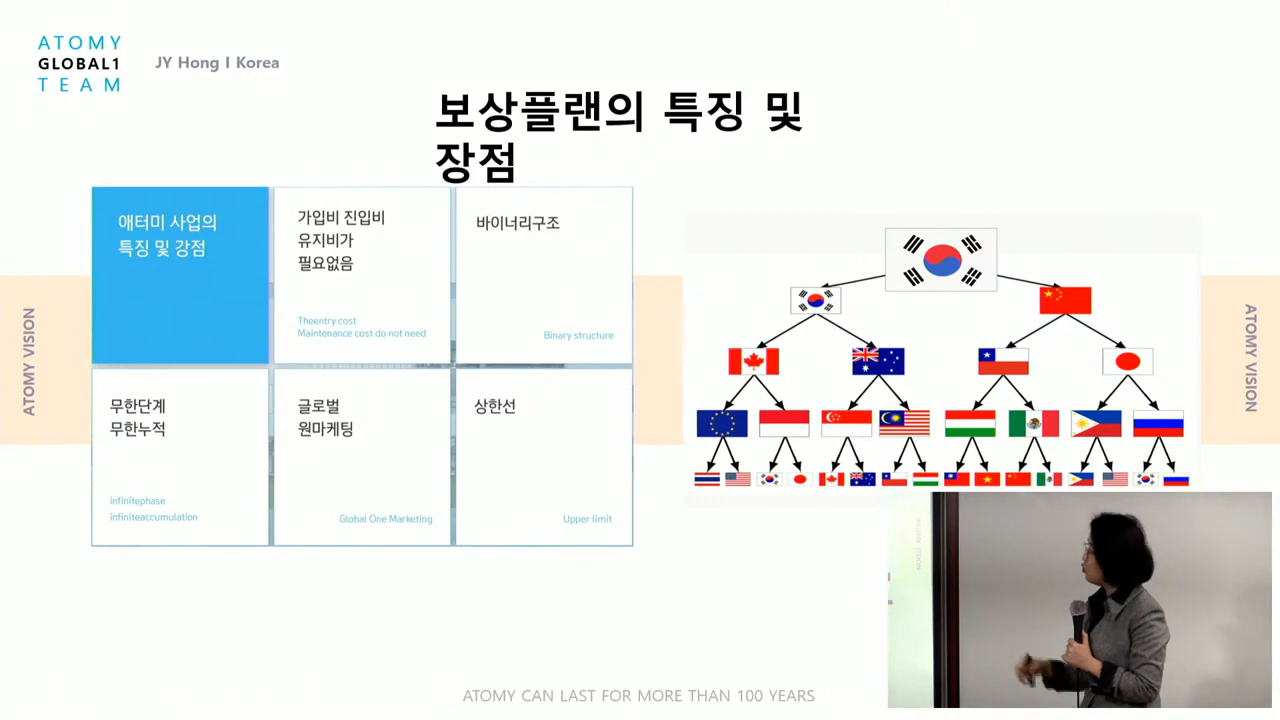 ATOMY
GLOBAL1
TEAM
JY Hong I Korea
보상플랜의 특징 및
장점
애터미 사업의
특징 및 강점
가입비 진입비
유지비가
필요없음
Theentry cost
Maintenance cost do not need
바이너리구조
Binary structure
무한단계
무한누적
infinitephase
infiniteaccumulation
글로벌
원마케팅
Global One Marketing
상한선
Upper limit
ATOMY VISION
ATOMY VISION
ATOMY CAN LAST FOR MORE THAN 100 YEARS